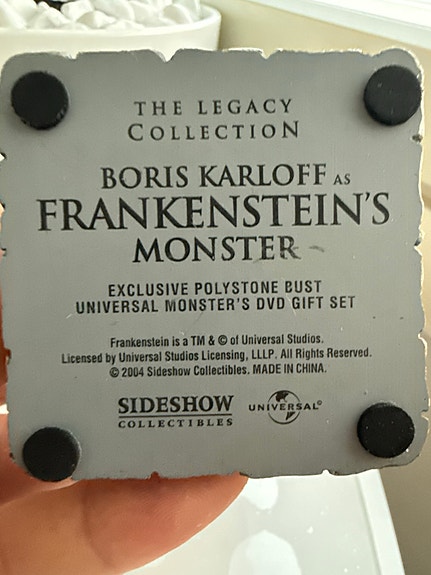 THE LEGACY
COLLECTION
BORIS KARLOFF AS
FRANKENSTEIN'S
MONSTER
EXCLUSIVE POLYSTONE BUST
UNIVERSAL MONSTER'S DVD GIFT SET
Frankenstein is a TM & © of Universal Studios.
Licensed by Universal Studios Licensing, LLLP. All Rights Reserved.
© 2004 Sideshow Collectibles. MADE IN CHINA.
SIDESHOW UNIVERSAL®
COLLECTIBLES